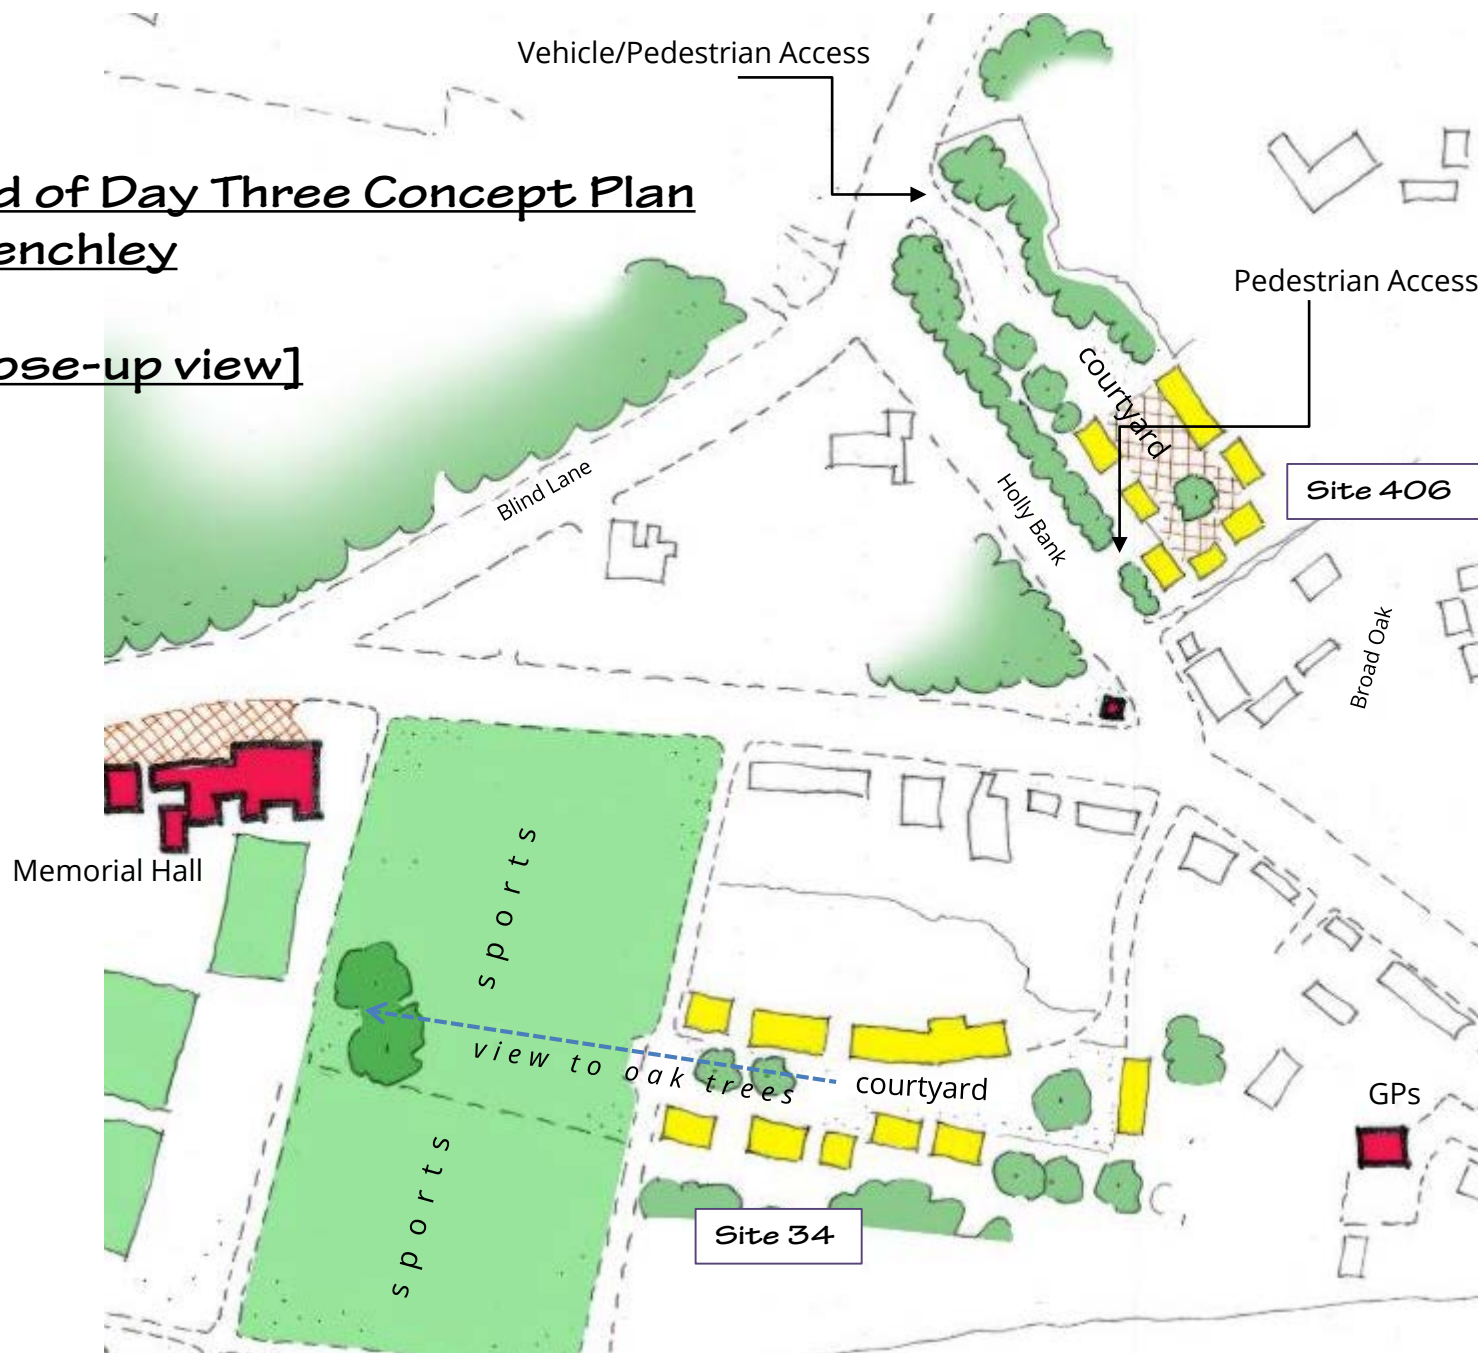 Vehicle/Pedestrian Access
d of Day Three Concept Plan
enchley
ose-up view]
Pedestrian Access
courtyard
Site 406
Blind Lane
Holly Bank
Broad Oak
Memorial Hall
sports
view to oak trees
courtyard
GPs
sports
Site 34